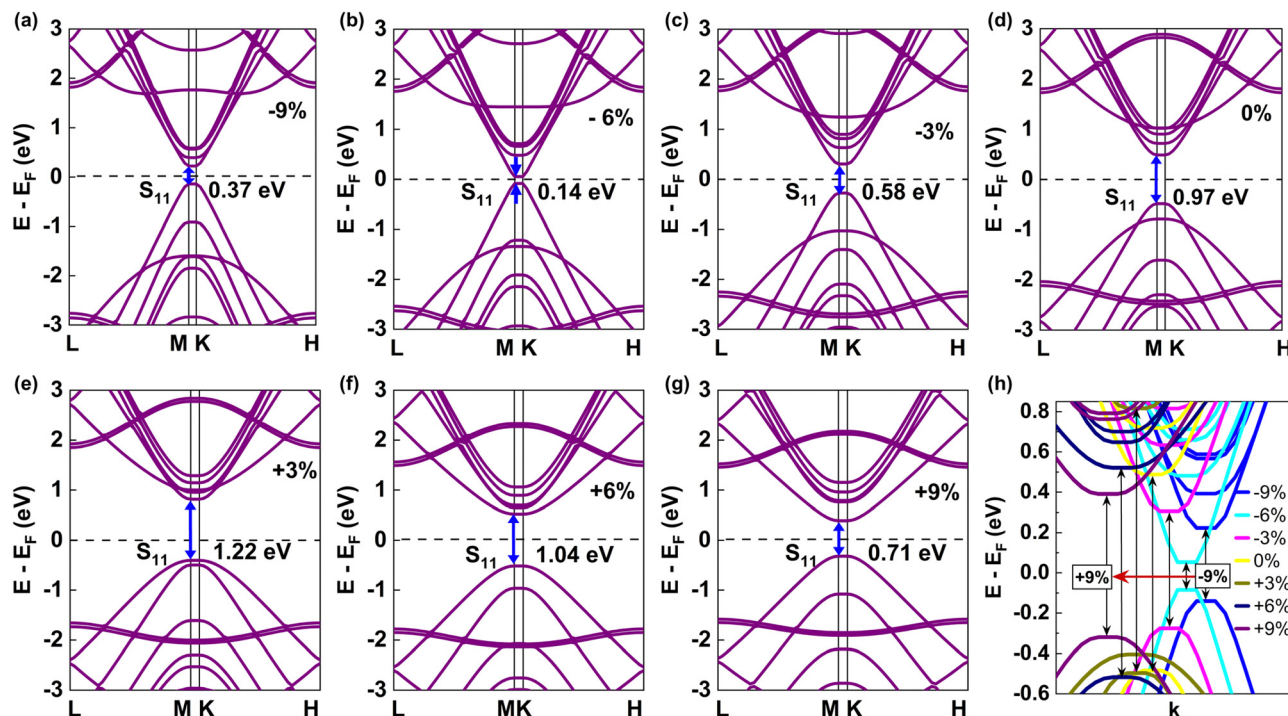 (a)
3
2
1
0
-1
-2
-3
E - E_F (eV)
-9%
S₁₁
0.37 eV
L
M K
H
(b)
3
2
1
0
-1
-2
-3
- 6%
S₁₁
0.14 eV
L
M K
H
(c)
3
2
1
0
-1
-2
-3
E - E_F (eV)
-3%
S₁₁
0.58 eV
L
M K
H
(d)
3
2
1
0
-1
-2
-3
E - E_F (eV)
0%
S₁₁
0.97 eV
L
M K
H
(e)
3
2
1
0
-1
-2
-3
E - E_F (eV)
+3%
S₁₁
1.22 eV
L
M K
H
(f)
3
2
1
0
-1
-2
-3
+6%
S₁₁
1.04 eV
L
MK
H
(g)
3
2
1
0
-1
-2
-3
+9%
S₁₁
0.71 eV
L
M K
H
(h)
0.8
0.6
0.4
0.2
0.0
-0.2
-0.4
-0.6
E - E_F (eV)
+9%
-9%
-9%
-6%
-3%
0%
+3%
+6%
+9%
k